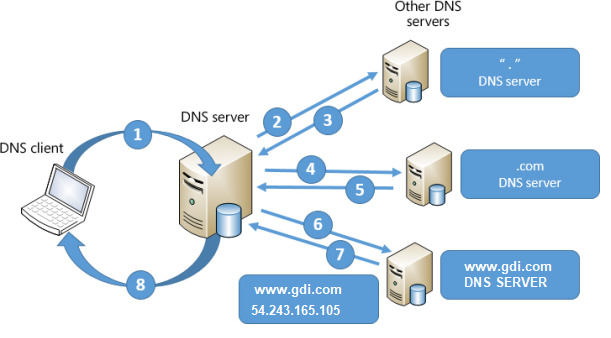 Other DNS
servers
“ . ”
DNS server
DNS server
2
3
1
DNS client
4
.com
DNS server
5
6
7
www.gdi.com
DNS SERVER
8
www.gdi.com
54.243.165.105